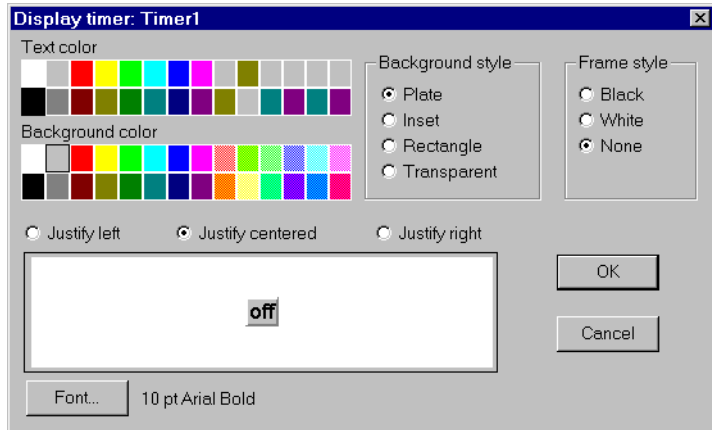 Display timer: Timer1
Text color
Background color
Background style
Plate
Inset
Rectangle
Transparent
Frame style
Black
White
None
Justify left
Justify centered
Justify right
off
OK
Cancel
Font...
10 pt Arial Bold